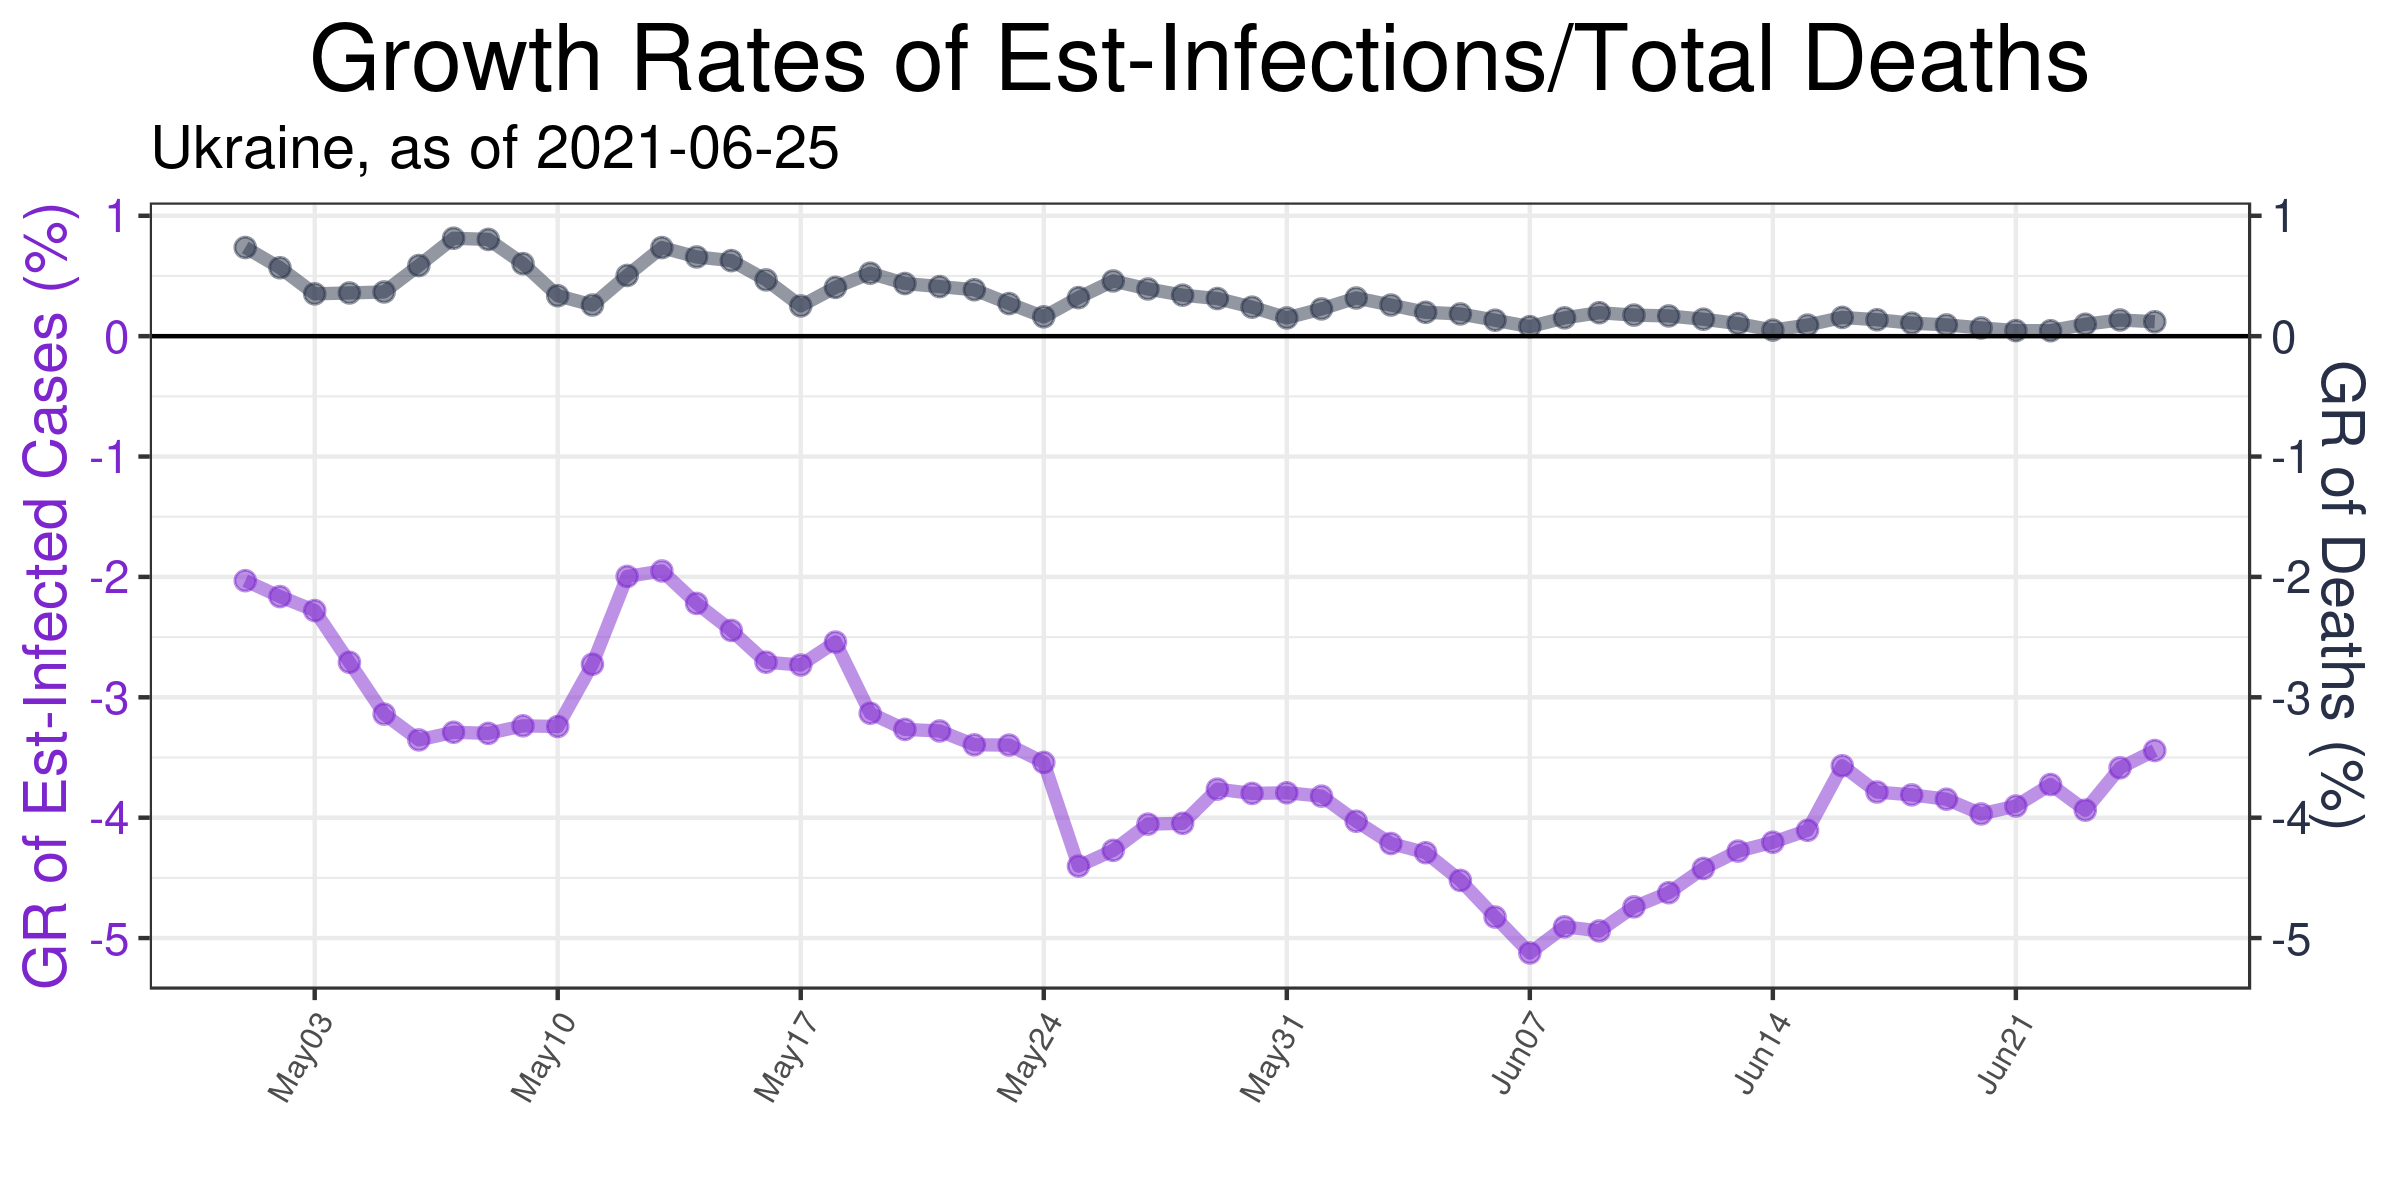 Growth Rates of Est-Infections/Total Deaths
Ukraine, as of 2021-06-25
GR of Est-Infected Cases (%)
1
0
-1
-2
-3
-4
-5
1
0
-1
-2
-3
-4
-5
GR of Deaths (%)
May03
May10
May17
May24
May31
Jun07
Jun14
Jun21